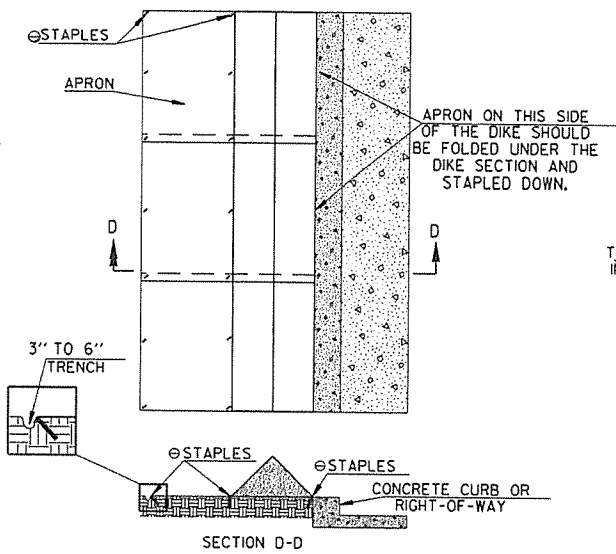 ⊖STAPLES
APRON
APRON ON THIS SIDE
OF THE DIKE SHOULD
BE FOLDED UNDER THE
DIKE SECTION AND
STAPLED DOWN.
D
D
3" TO 6"
TRENCH
⊖STAPLES
⊖STAPLES
CONCRETE CURB OR
RIGHT-OF-WAY
SECTION D-D